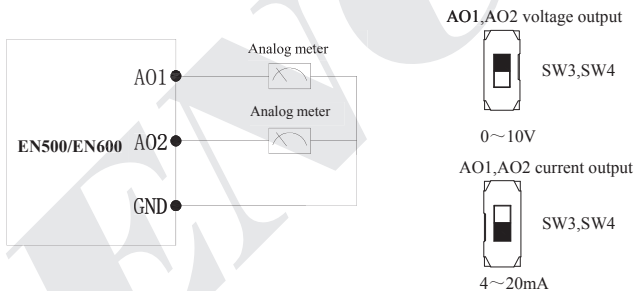 AO1,AO2 voltage output
Analog meter
AO1
SW3,SW4
Analog meter
EN500/EN600
AO2
0～10V
AO1,AO2 current output
GND
SW3,SW4
4～20mA